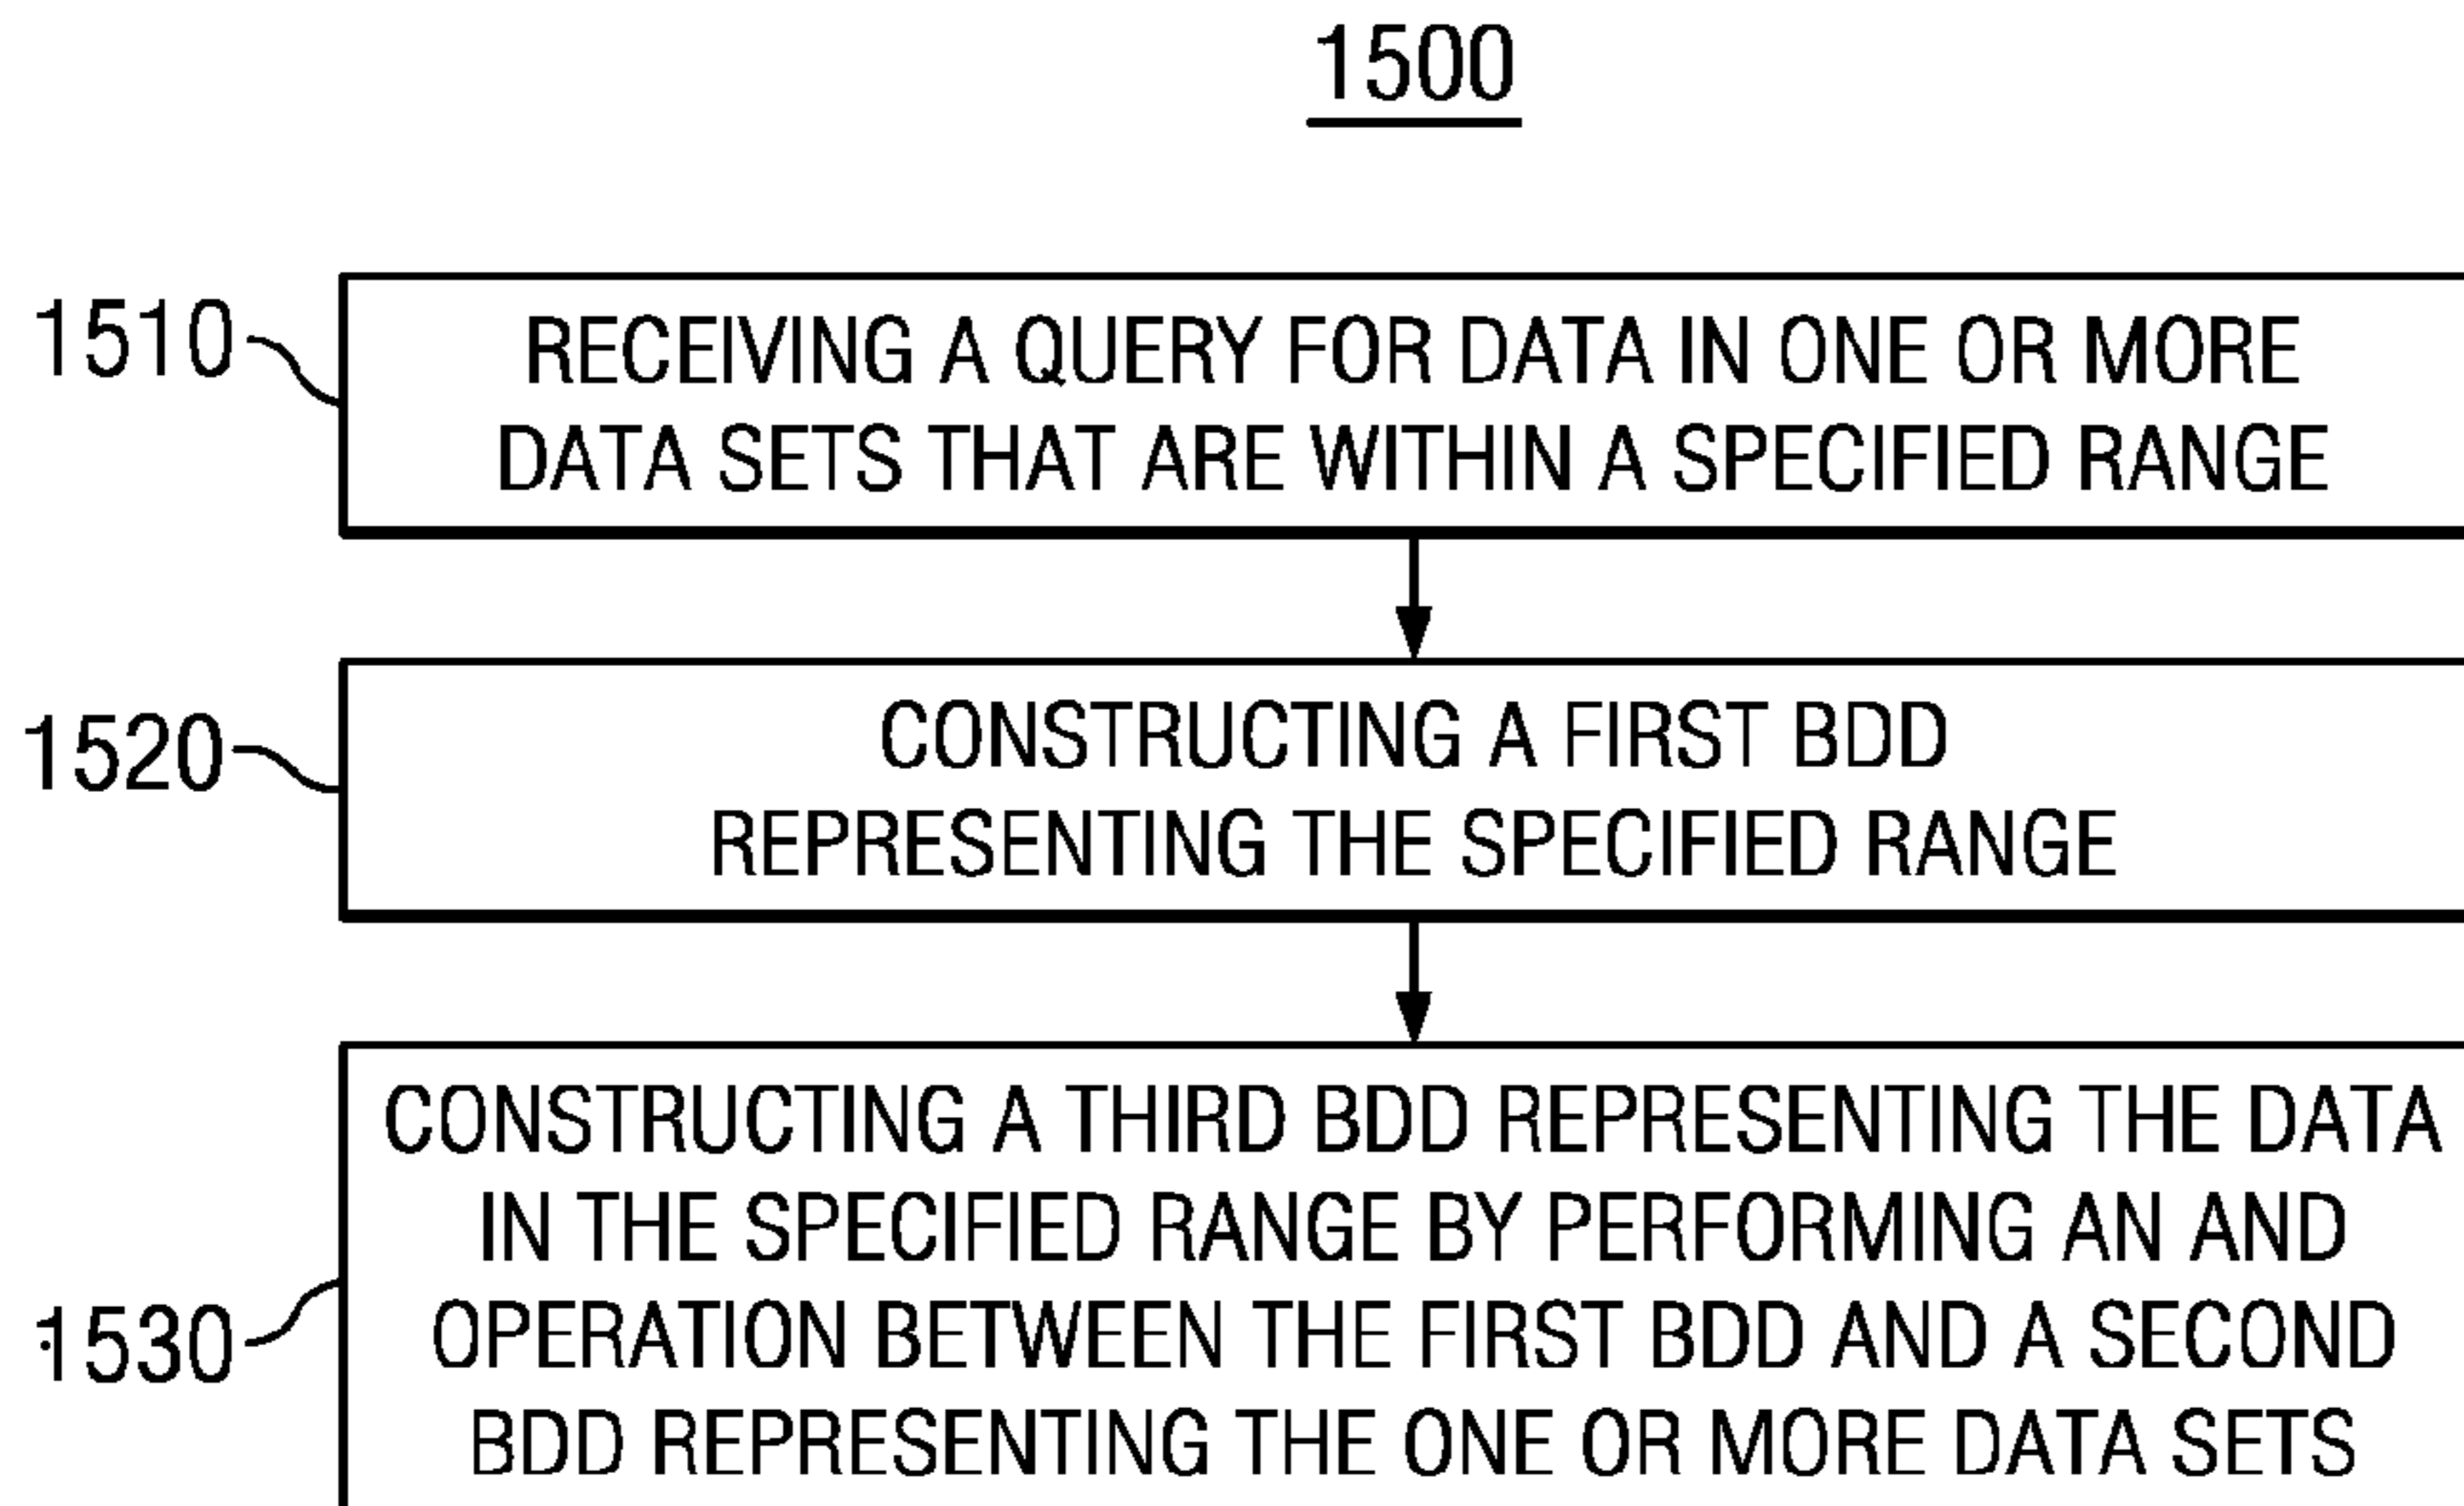 1500
1510
RECEIVING A QUERY FOR DATA IN ONE OR MORE
DATA SETS THAT ARE WITHIN A SPECIFIED RANGE
1520
CONSTRUCTING A FIRST BDD
REPRESENTING THE SPECIFIED RANGE
1530
CONSTRUCTING A THIRD BDD REPRESENTING THE DATA
IN THE SPECIFIED RANGE BY PERFORMING AN AND
OPERATION BETWEEN THE FIRST BDD AND A SECOND
BDD REPRESENTING THE ONE OR MORE DATA SETS